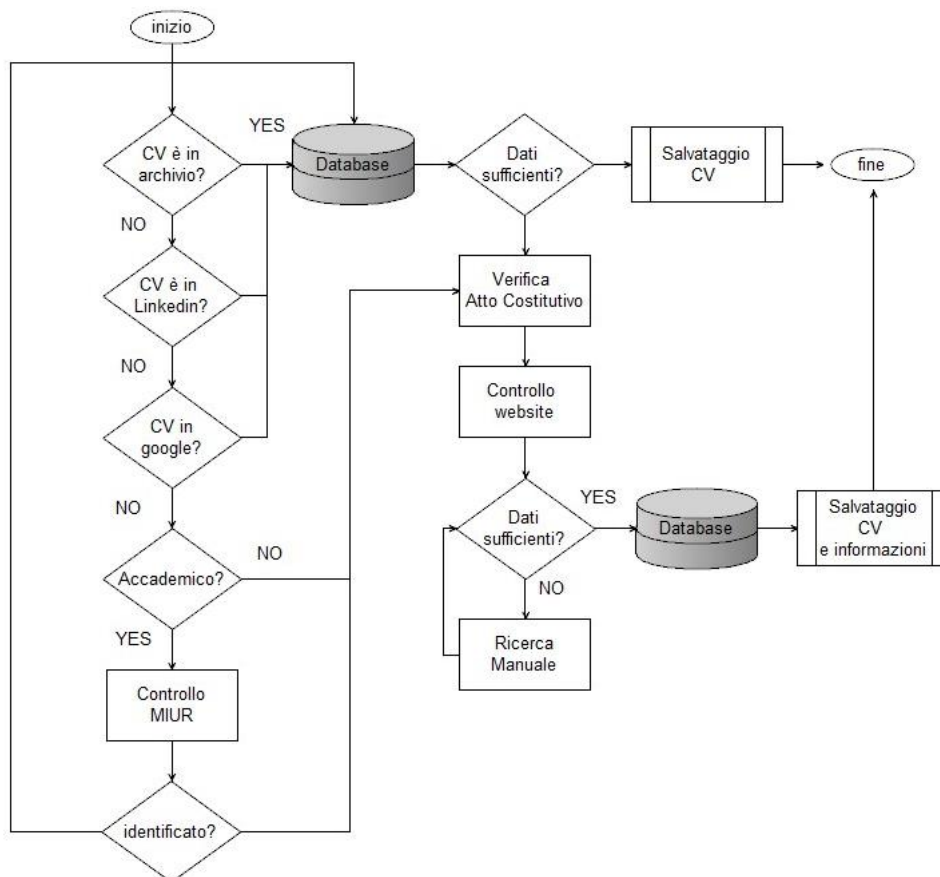 inizio
YES
CV è in
archivio?
Database
Dati
sufficienti?
Salvataggio
CV
fine
NO
CV è in
Linkedin?
Verifica
Atto Costitutivo
NO
CV in
google?
Controllo
website
NO
Accademico?
NO
Dati
sufficienti?
YES
Database
Salvataggio
CV
e informazioni
NO
YES
Ricerca
Manuale
Controllo
MIUR
identificato?